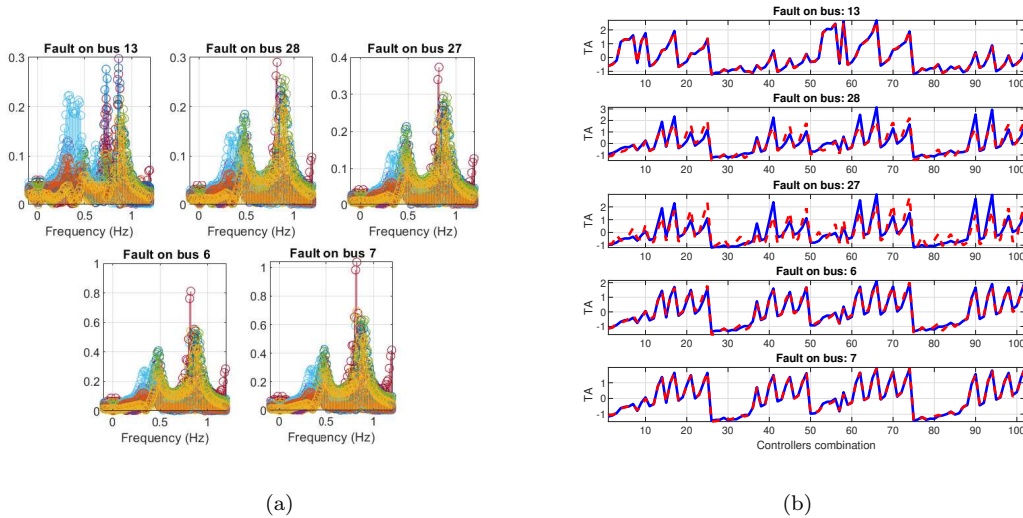 Fault on bus 13
Fault on bus 28
Fault on bus 27
0.3
0.2
0.1
0
0 0.5 1
Frequency (Hz)
0.3
0.2
0.1
0
0 0.5 1
Frequency (Hz)
0.4
0.3
0.2
0.1
0
0 0.5 1
Frequency (Hz)
Fault on bus 6
Fault on bus 7
1
0.8
0.6
0.4
0.2
0
0 0.5 1
Frequency (Hz)
1
0.8
0.6
0.4
0.2
0
0 0.5 1
Frequency (Hz)
(a)
Fault on bus: 13
TA
2
1
0
-1
10 20 30 40 50 60 70 80 90 100
Fault on bus: 28
TA
3
2
1
0
-1
10 20 30 40 50 60 70 80 90 100
Fault on bus: 27
TA
2
1
0
-1
10 20 30 40 50 60 70 80 90 100
Fault on bus: 6
TA
2
1
0
-1
10 20 30 40 50 60 70 80 90 100
Fault on bus: 7
TA
1
0
-1
10 20 30 40 50 60 70 80 90 100
Controllers combination
(b)